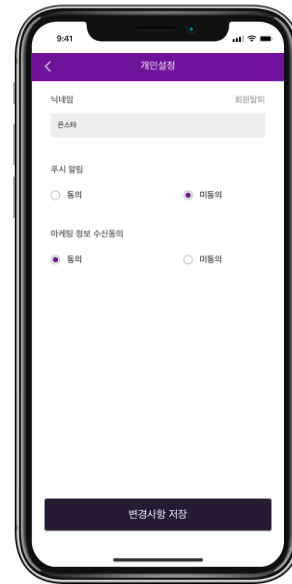 9:41
개인설정
닉네임 회원탈퇴
몬스타
푸시 알림
동의 미동의
마케팅 정보 수신동의
동의 미동의
변경사항 저장